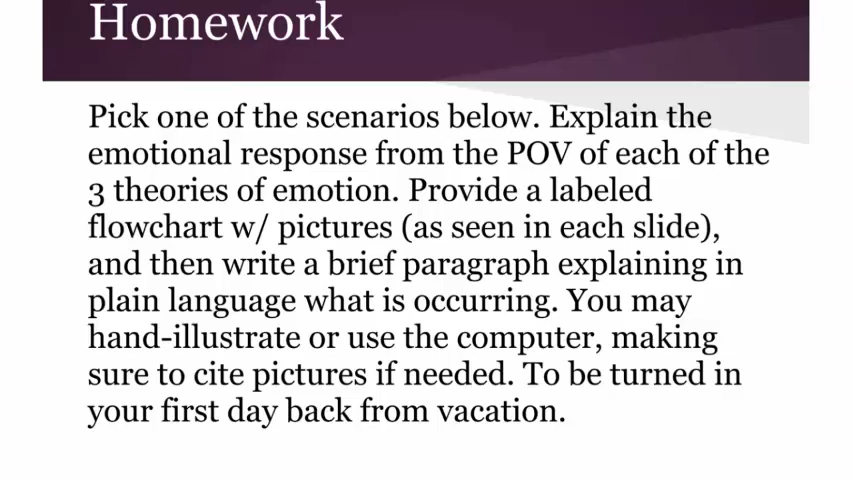 Homework
Pick one of the scenarios below. Explain the
emotional response from the POV of each of the
3 theories of emotion. Provide a labeled
flowchart w/ pictures (as seen in each slide),
and then write a brief paragraph explaining in
plain language what is occurring. You may
hand-illustrate or use the computer, making
sure to cite pictures if needed. To be turned in
your first day back from vacation.